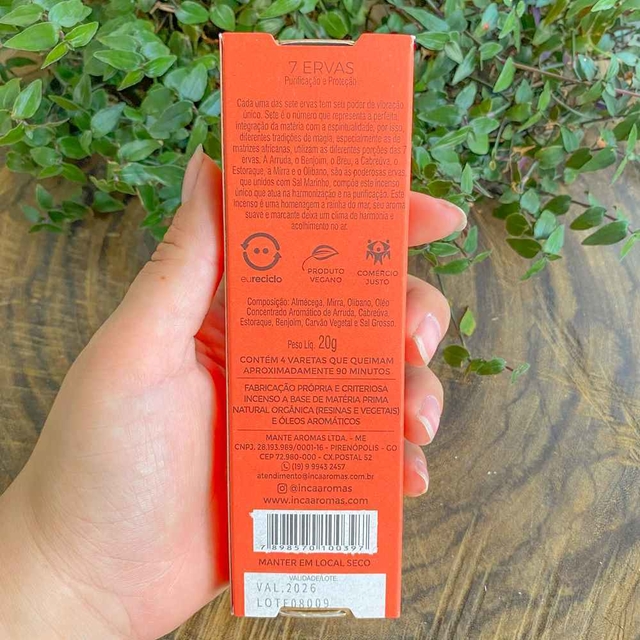 7 ERVAS
Purificação e Proteção
Cada uma das sete ervas tem seu poder de vibração
único. Sete é o número que representa a perfeita
integração da matéria com a espiritualidade, por isso,
diferentes tradições da magia, especialmente as de
matrizes africanas, utilizam as diferentes porções das 7
ervas. A Arruda, o Benjoim, o Breu, a Cabreúva, o
Estoraque, a Mirra e o Olíbano, são as poderosas ervas
que unidos com Sal Marinho, compõe este incenso
único que atua na harmonização e na purificação. Este
incenso é uma homenagem a rainha do mar, seu aroma
suave e marcante deixa um clima de harmonia e
acolhimento no ar.
eureciclo
PRODUTO
VEGANO
COMÉRCIO
JUSTO
Composição: Almécega, Mirra, Olíbano, Óleo
Concentrado Aromático de Arruda, Cabreúva,
Estoraque, Benjoim, Carvão Vegetal e Sal Grosso.
Peso Líq. 20g
CONTÉM 4 VARETAS QUE QUEIMAM
APROXIMADAMENTE 90 MINUTOS
FABRICAÇÃO PRÓPRIA E CRITERIOSA
INCENSO A BASE DE MATÉRIA PRIMA
NATURAL ORGÂNICA (RESINAS E VEGETAIS)
E ÓLEOS AROMÁTICOS
MANTÉ AROMAS LTDA. - ME
CNPJ. 28.193.989/0001-16 - PIRENÓPOLIS - GO
CEP 72.980-000 - CX.POSTAL 52
(19) 9 9943 2457
atendimento@incaaromas.com.br
@incaaromas
www.incaaromas.com
7 898570 100397
MANTER EM LOCAL SECO
VALIDADE/LOTE
VAL.2026
LOTE08009